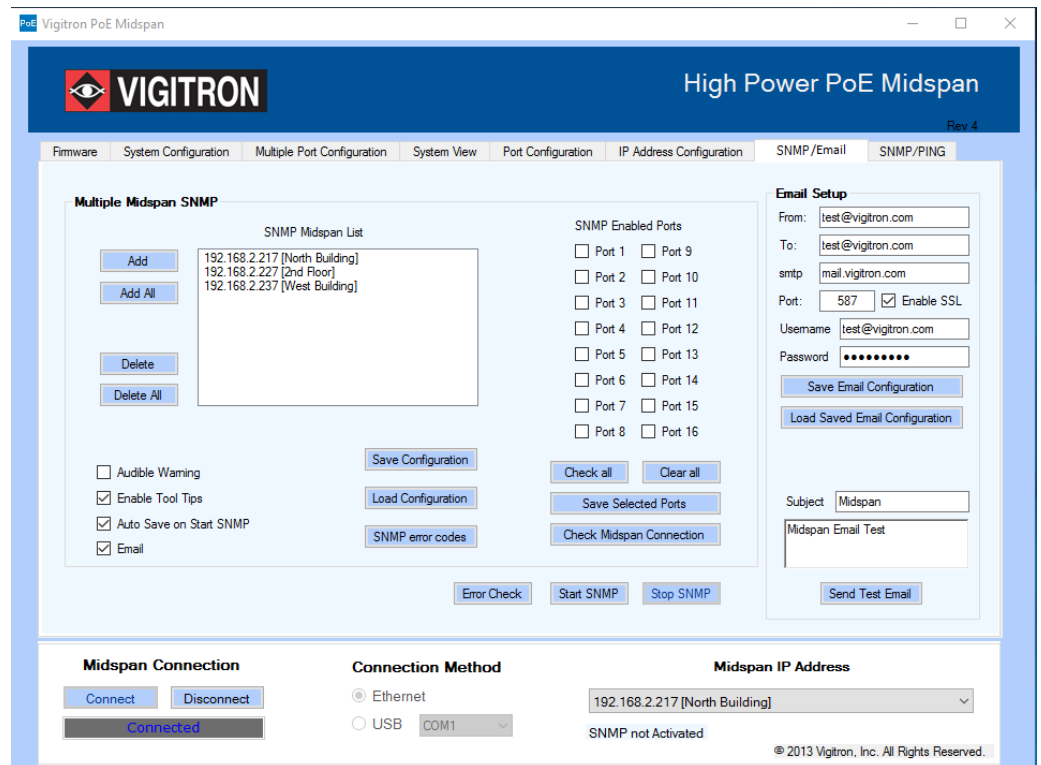 PoE Vigitron PoE Midspan
VIGITRON
High Power PoE Midspan
Rev 4
Firmware System Configuration Multiple Port Configuration System View Port Configuration IP Address Configuration SNMP/Email SNMP/PING
Multiple Midspan SNMP
SNMP Midspan List
Add
Add All
Delete
Delete All
192.168.2.217 [North Building]
192.168.2.227 [2nd Floor]
192.168.2.237 [West Building]
Audible Warning
Enable Tool Tips
Auto Save on Start SNMP
Email
Save Configuration
Load Configuration
SNMP error codes
SNMP Enabled Ports
Port 1 Port 9
Port 2 Port 10
Port 3 Port 11
Port 4 Port 12
Port 5 Port 13
Port 6 Port 14
Port 7 Port 15
Port 8 Port 16
Check all Clear all
Save Selected Ports
Check Midspan Connection
Error Check Start SNMP Stop SNMP
Email Setup
From: test@vigitron.com
To: test@vigitron.com
smtp mail.vigitron.com
Port: 587 Enable SSL
Username test@vigitron.com
Password ●●●●●●●●●
Save Email Configuration
Load Saved Email Configuration
Subject Midspan
Midspan Email Test
Send Test Email
Midspan Connection
Connect Disconnect
Connected
Connection Method
Ethernet
USB COM1
Midspan IP Address
192.168.2.217 [North Building]
SNMP not Activated
© 2013 Vigitron, Inc. All Rights Reserved.